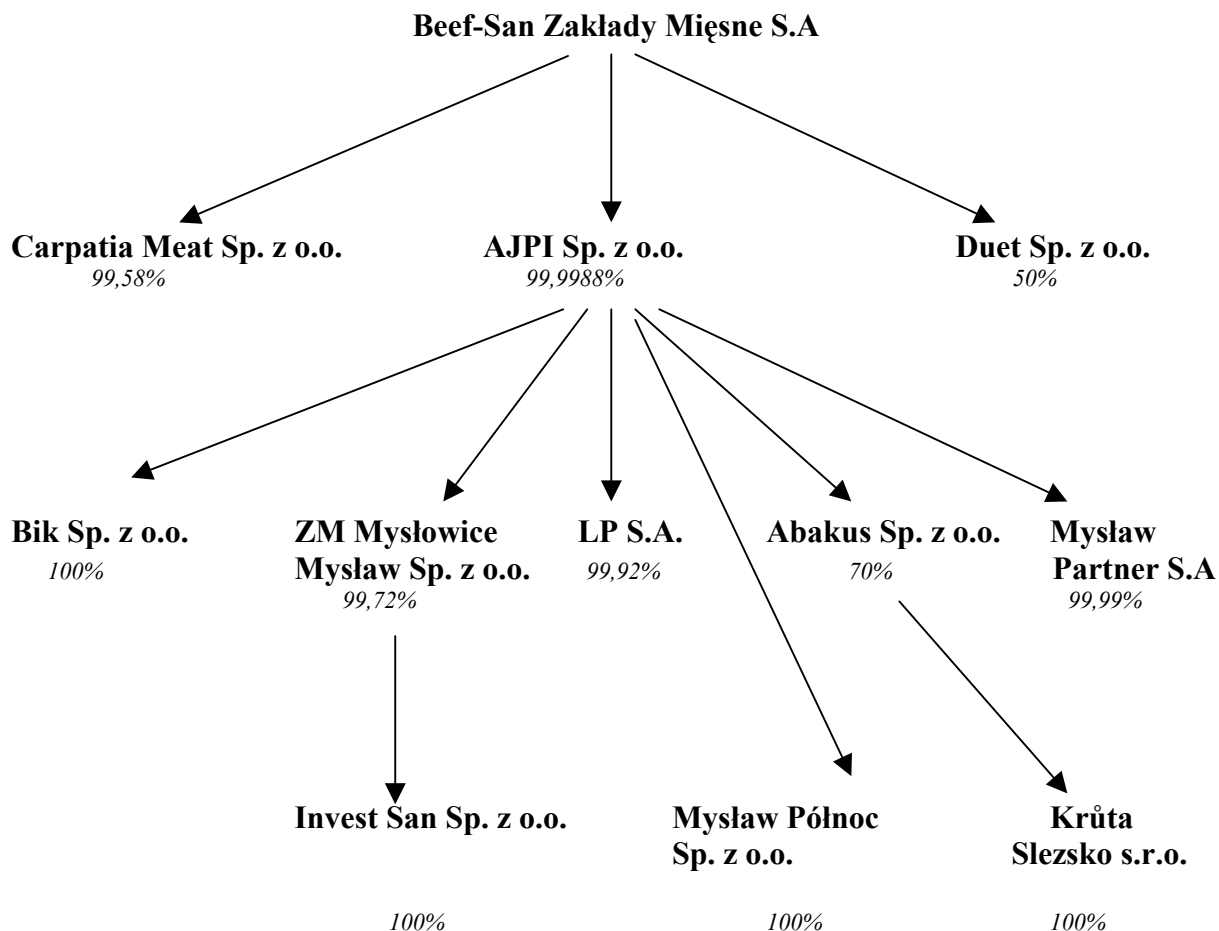 Beef-San Zakłady Mięsne S.A
Carpatia Meat Sp. z o.o.
99,58%
AJPI Sp. z o.o.
99,9988%
Duet Sp. z o.o.
50%
Bik Sp. z o.o.
100%
ZM Mysłowice
Mysław Sp. z o.o.
99,72%
LP S.A.
99,92%
Abakus Sp. z o.o.
70%
Mysław
Partner S.A
99,99%
Invest San Sp. z o.o.
100%
Mysław Północ
Sp. z o.o.
100%
Krůta
Slezsko s.r.o.
100%